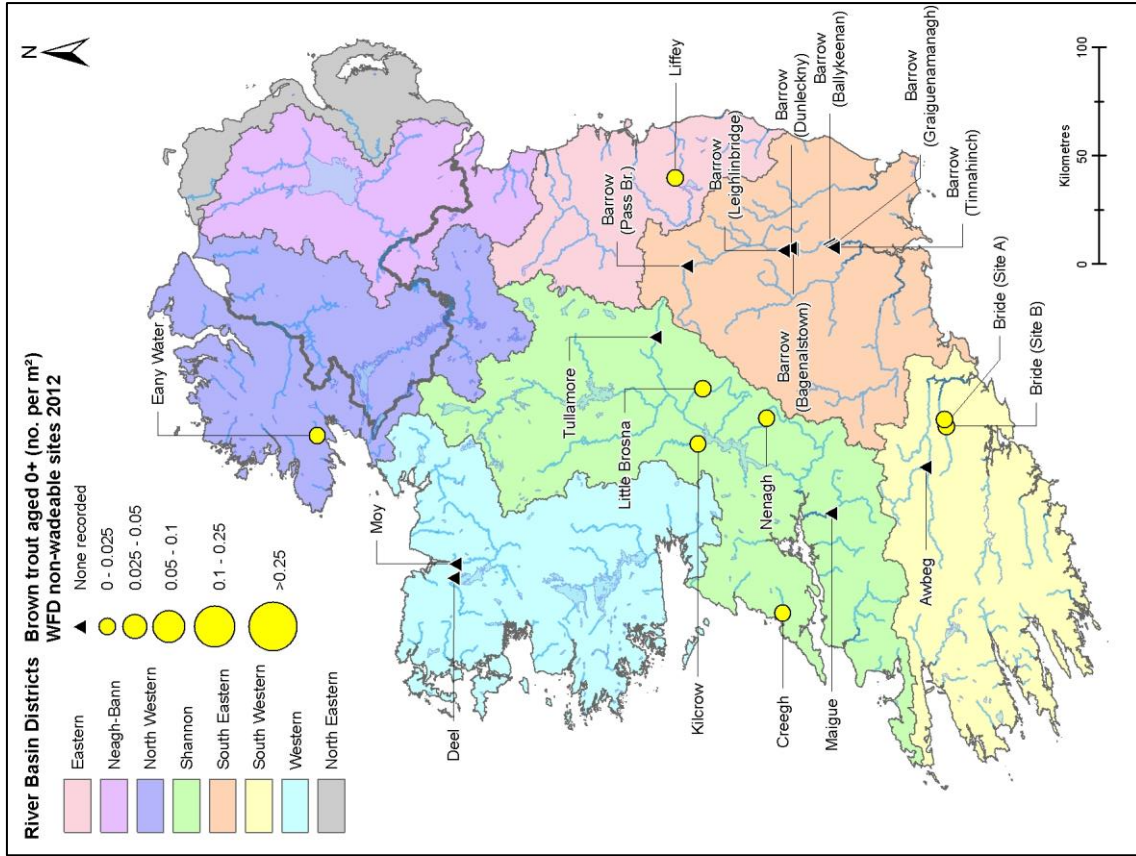 River Basin Districts
Eastern
Neagh-Bann
North Western
Shannon
South Eastern
South Western
Western
North Eastern
Brown trout aged 0+ (no. per m²)
WFD non-wadeable sites 2012
None recorded
0 - 0.025
0.025 - 0.05
0.05 - 0.1
0.1 - 0.25
>0.25
N
Eany Water
Moy
Deel
Tullamore
Little Brosna
Kilcrow
Nenagh
Creegh
Maigue
Awbeg
Liffey
Barrow
(Pass Br.)
Barrow
(Leighlinbridge)
Barrow
(Dunleckny)
Barrow
(Ballykeenan)
Barrow
(Graiguenamanagh)
Barrow
(Tinnahinch)
Barrow
(Bagenalstown)
Bride (Site A)
Bride (Site B)
0
50
100
Kilometres